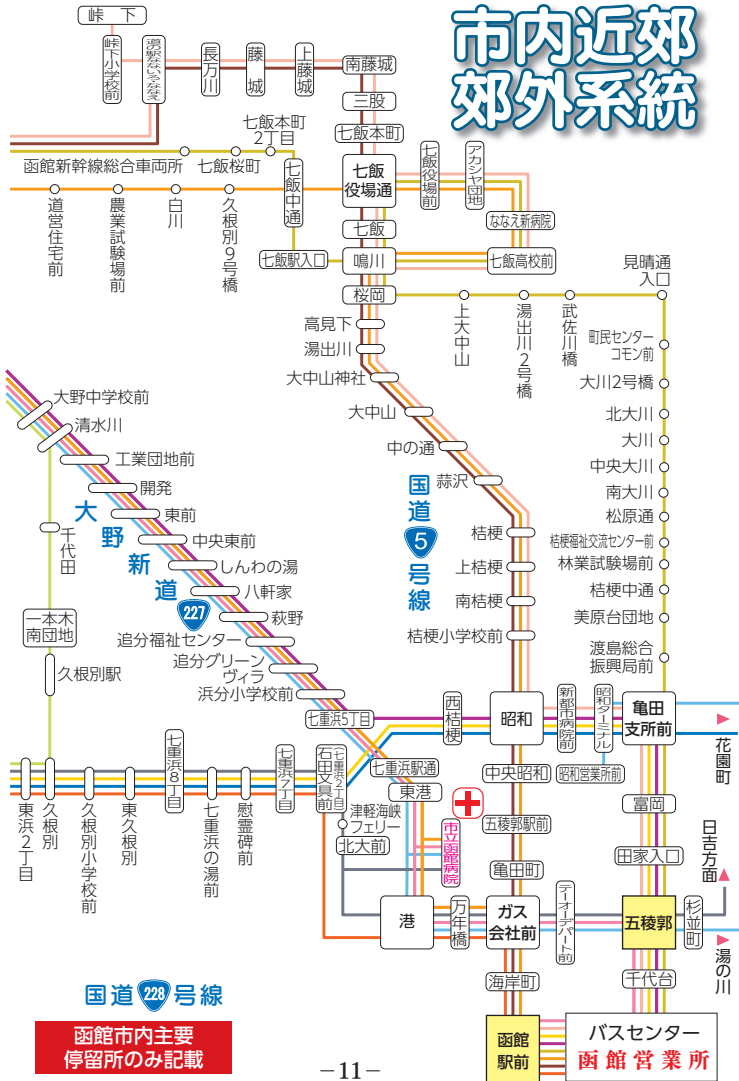 市内近郊
郊外系統
峠下
峠下小学校前
道の駅なないろ・ななえ
長万川
藤城
上藤城
南藤城
三股
七飯本町
七飯本町
2丁目
函館新幹線総合車両所
七飯桜町
七飯中通
七飯
役場通
七飯役場前
アカシヤ団地
ななえ新病院
道営住宅前
農業試験場前
白川
久根別9号橋
七飯駅入口
七飯
鳴川
七飯高校前
桜岡
見晴通
入口
上大中山
湯出川2号橋
武佐川橋
高見下
湯出川
大中山神社
大中山
中の通
蒜沢
町民センター
コモン前
大川2号橋
北大川
大川
中央大川
南大川
松原通
桔梗福祉交流センター前
林業試験場前
桔梗中通
美原台団地
渡島総合
振興局前
国道
5
号線
桔梗
上桔梗
南桔梗
桔梗小学校前
大野中学校前
清水川
工業団地前
開発
東前
中央東前
しんわの湯
八軒家
萩野
追分福祉センター
追分グリーン
ヴィラ
浜分小学校前
大野新道
227
千代田
一本木
南団地
久根別駅
七重浜5丁目
西桔梗
昭和
新都市病院前
昭和ターミナル
亀田
支所前
花園町
七重浜8丁目
七重浜7丁目
七重浜2丁目
石田文具前
七重浜駅通
東港
中央昭和
昭和営業所前
富岡
東浜2丁目
久根別
久根別小学校前
東久根別
七重浜の湯前
慰霊碑前
津軽海峡
フェリー
北大前
市立函館病院
五稜郭駅前
亀田町
田家入口
日吉方面
港
万年橋
ガス
会社前
テーオーデパート前
五稜郭
杉並町
湯の川
海岸町
千代台
国道
228
号線
函館市内主要
停留所のみ記載
函館
駅前
バスセンター
函館営業所
－11－